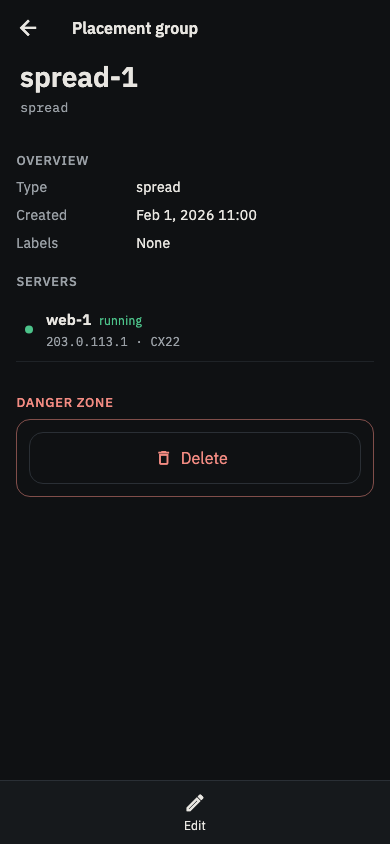 Placement group
spread-1
spread
OVERVIEW
Type spread
Created Feb 1, 2026 11:00
Labels None
SERVERS
web-1 running
203.0.113.1 · CX22
DANGER ZONE
Delete
Edit